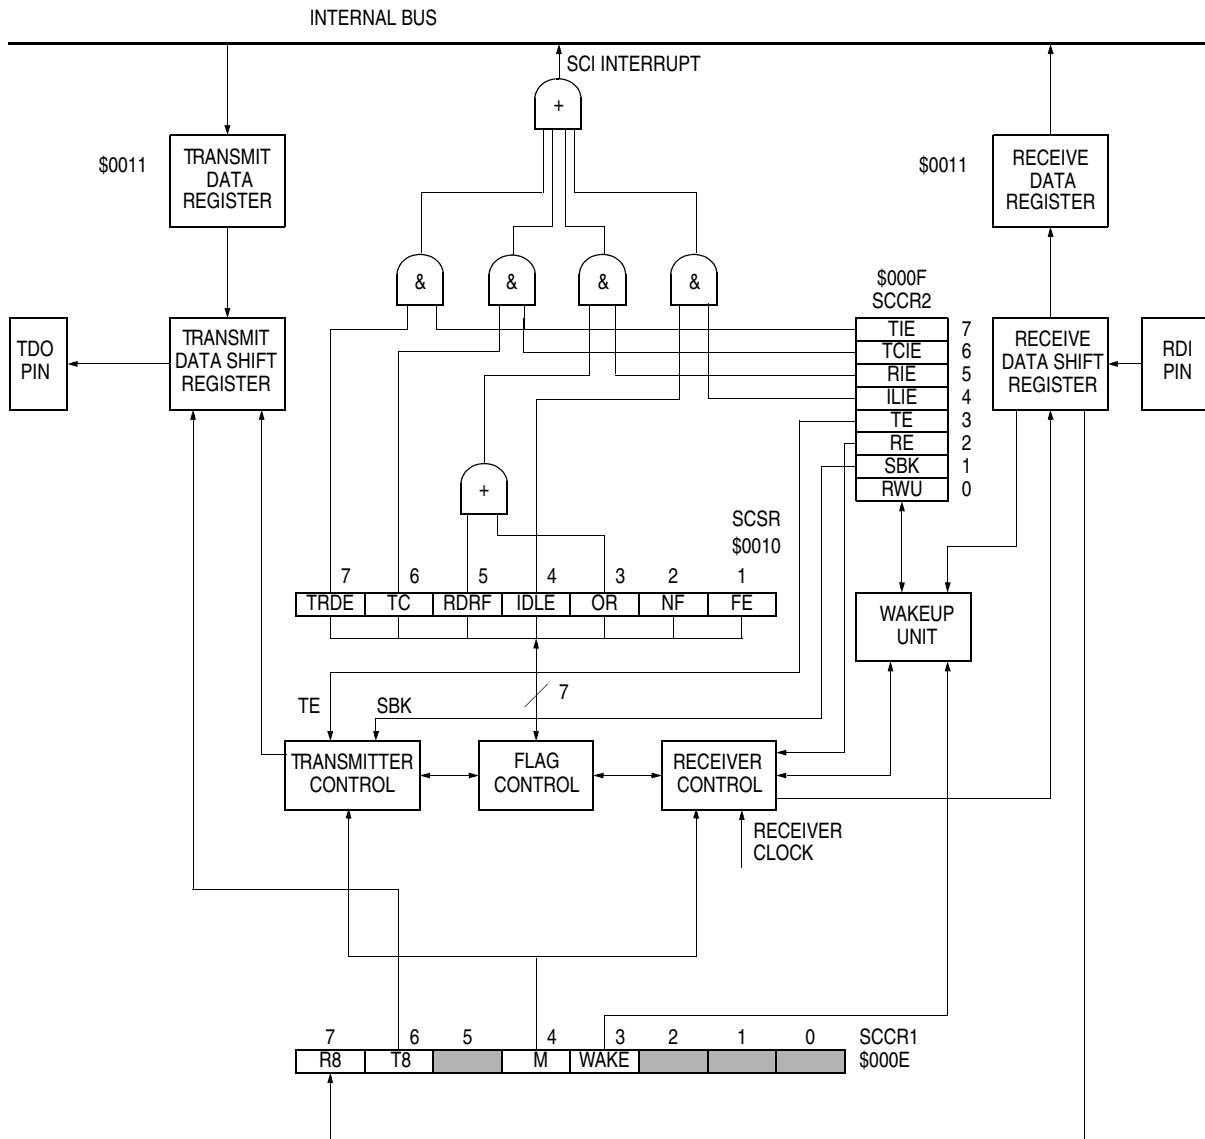 INTERNAL BUS
SCI INTERRUPT
+
$0011
TRANSMIT
DATA
REGISTER
$0011
RECEIVE
DATA
REGISTER
&
&
&
&
$000F
SCCR2
TDO
PIN
TRANSMIT
DATA SHIFT
REGISTER
TIE 7
TCIE 6
RIE 5
ILIE 4
TE 3
RE 2
SBK 1
RWU 0
RECEIVE
DATA SHIFT
REGISTER
RDI
PIN
+
SCSR
$0010
7 6 5 4 3 2 1
TRDE TC RDRF IDLE OR NF FE
WAKEUP
UNIT
TE
SBK
7
TRANSMITTER
CONTROL
FLAG
CONTROL
RECEIVER
CONTROL
RECEIVER
CLOCK
7 6 5 4 3 2 1 0 SCCR1
R8 T8 M WAKE $000E